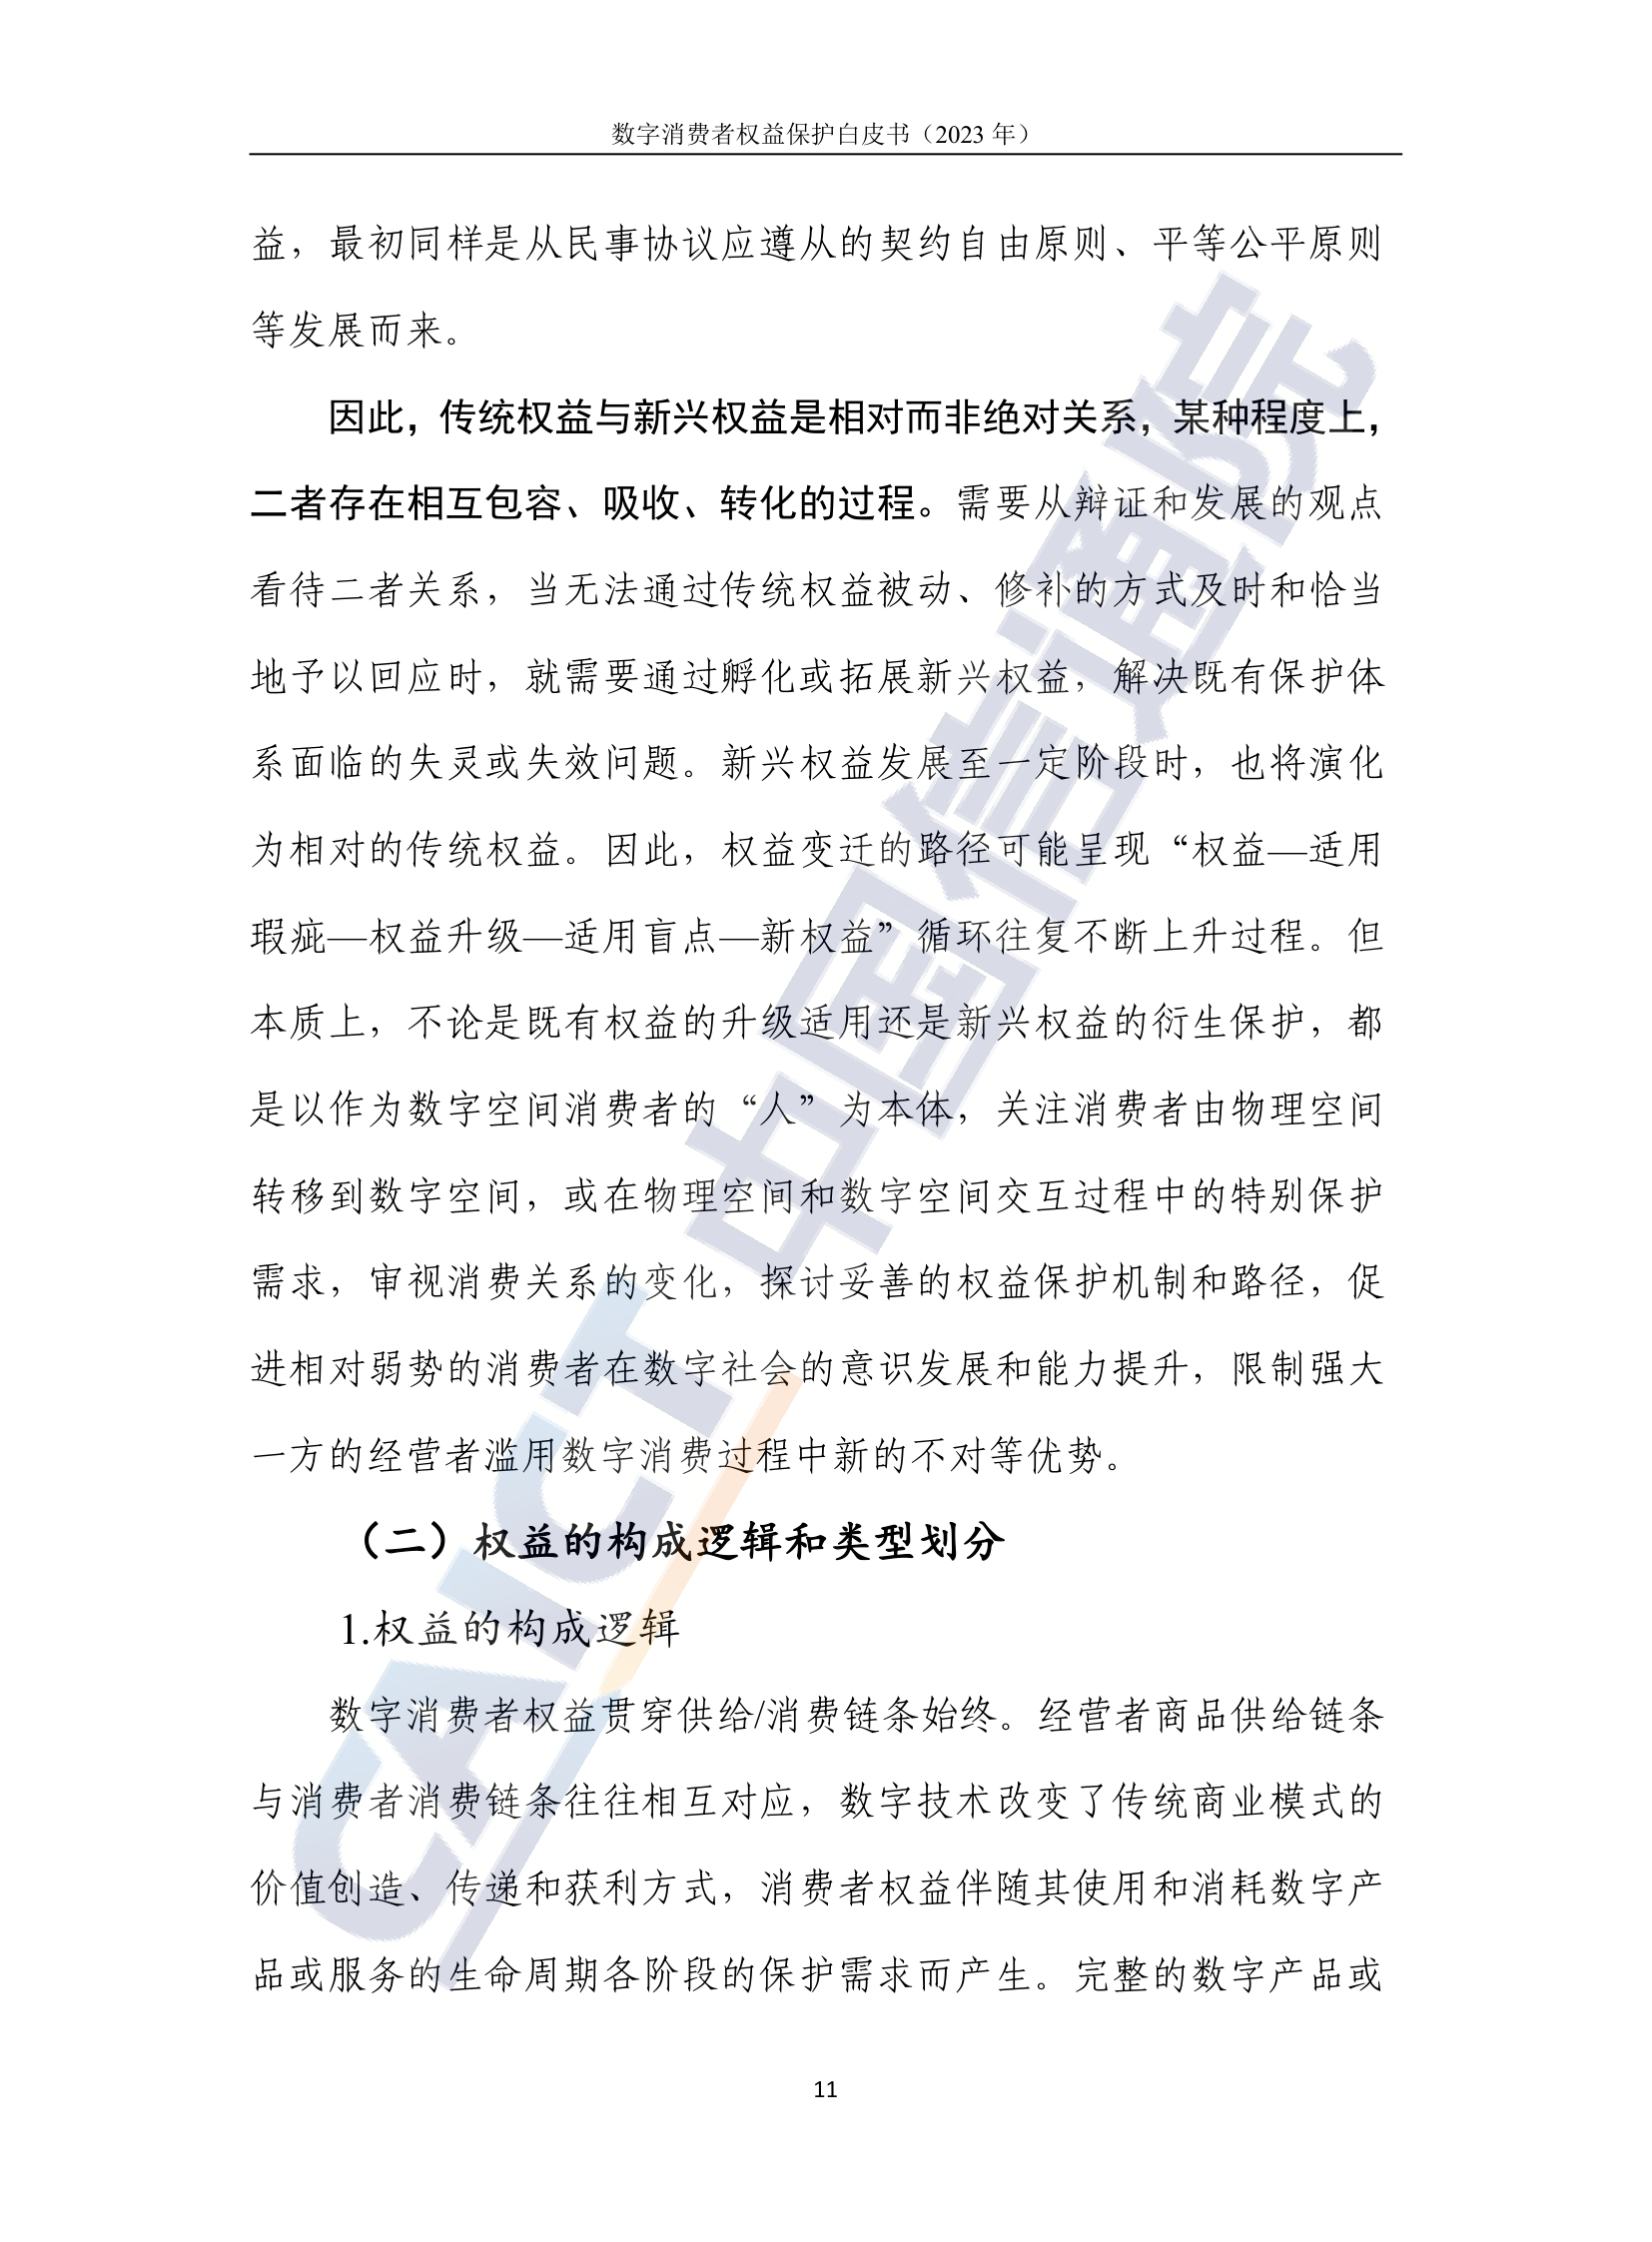 数字消费者权益保护白皮书（2023 年）
益，最初同样是从民事协议应遵从的契约自由原则、平等公平原则
等发展而来。
因此，传统权益与新兴权益是相对而非绝对关系，某种程度上，
二者存在相互包容、吸收、转化的过程。需要从辩证和发展的观点
看待二者关系，当无法通过传统权益被动、修补的方式及时和恰当
地予以回应时，就需要通过孵化或拓展新兴权益，解决既有保护体
系面临的失灵或失效问题。新兴权益发展至一定阶段时，也将演化
为相对的传统权益。因此，权益变迁的路径可能呈现“权益—适用
瑕疵—权益升级—适用盲点—新权益”循环往复不断上升过程。但
本质上，不论是既有权益的升级适用还是新兴权益的衍生保护，都
是以作为数字空间消费者的“人”为本体，关注消费者由物理空间
转移到数字空间，或在物理空间和数字空间交互过程中的特别保护
需求，审视消费关系的变化，探讨妥善的权益保护机制和路径，促
进相对弱势的消费者在数字社会的意识发展和能力提升，限制强大
一方的经营者滥用数字消费过程中新的不对等优势。
（二）权益的构成逻辑和类型划分
1.权益的构成逻辑
数字消费者权益贯穿供给/消费链条始终。经营者商品供给链条
与消费者消费链条往往相互对应，数字技术改变了传统商业模式的
价值创造、传递和获利方式，消费者权益伴随其使用和消耗数字产
品或服务的生命周期各阶段的保护需求而产生。完整的数字产品或
11
CAICT 中国信通院